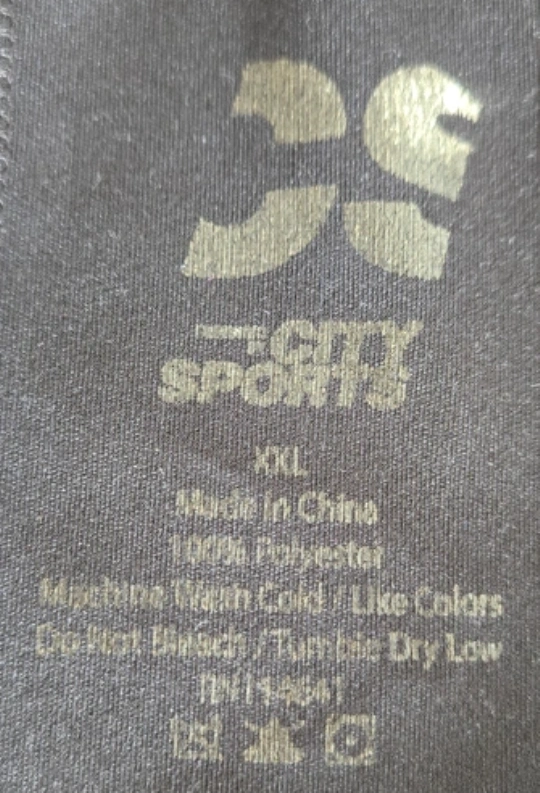 CITY
SPORTS
XXL
Made in China
100% Polyester
Machine Wash Cold / Like Colors
Do Not Bleach / Tumble Dry Low